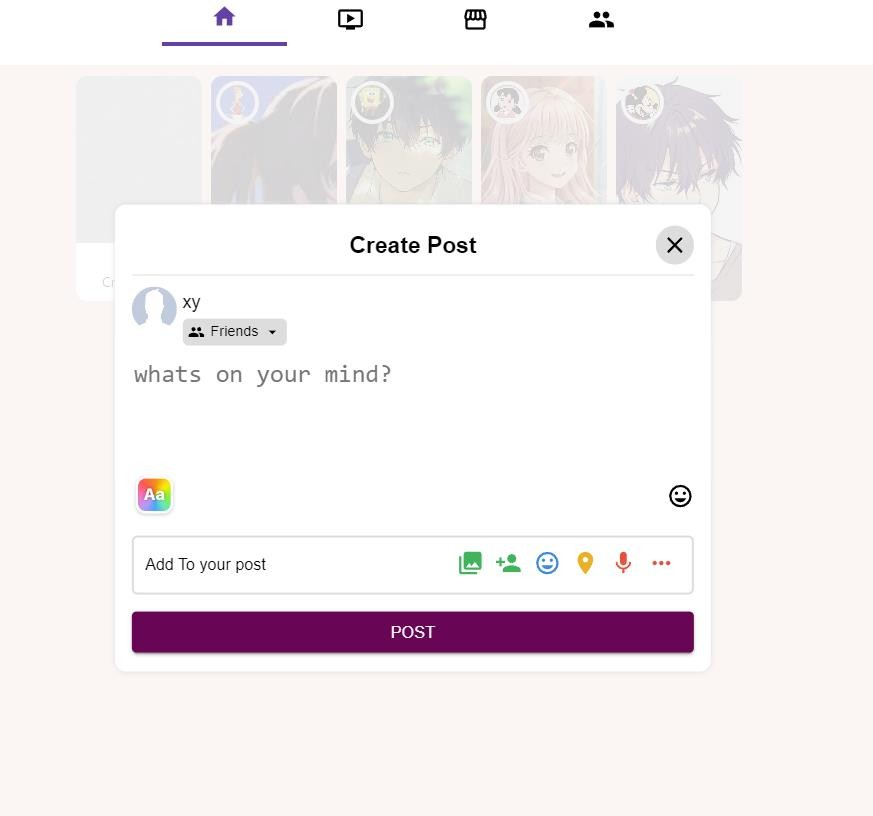 Create Post
xy
Friends
whats on your mind?
Aa
Add To your post
POST